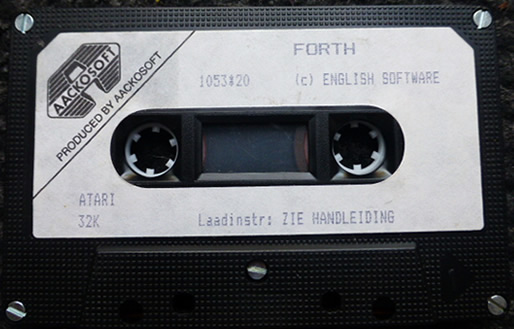 AACKOSOFT
PRODUCED BY AACKOSOFT
FORTH
1053#20 (c) ENGLISH SOFTWARE
ATARI
32K
Laadinstr: ZIE HANDLEIDING